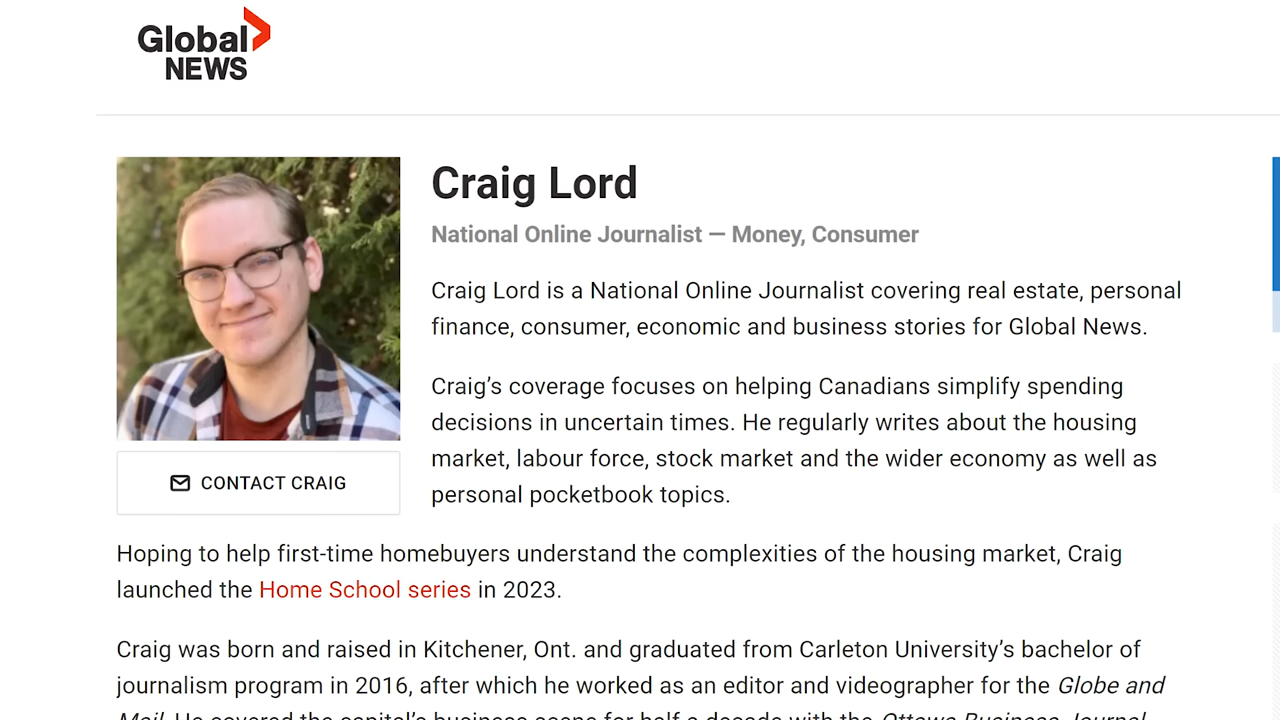 Global
NEWS
Craig Lord
National Online Journalist — Money, Consumer
Craig Lord is a National Online Journalist covering real estate, personal
finance, consumer, economic and business stories for Global News.
Craig’s coverage focuses on helping Canadians simplify spending
decisions in uncertain times. He regularly writes about the housing
market, labour force, stock market and the wider economy as well as
personal pocketbook topics.
CONTACT CRAIG
Hoping to help first-time homebuyers understand the complexities of the housing market, Craig
launched the Home School series in 2023.
Craig was born and raised in Kitchener, Ont. and graduated from Carleton University’s bachelor of
journalism program in 2016, after which he worked as an editor and videographer for the Globe and
Mail. He covered the capital’s business scene for half a decade with the Ottawa Business Journal